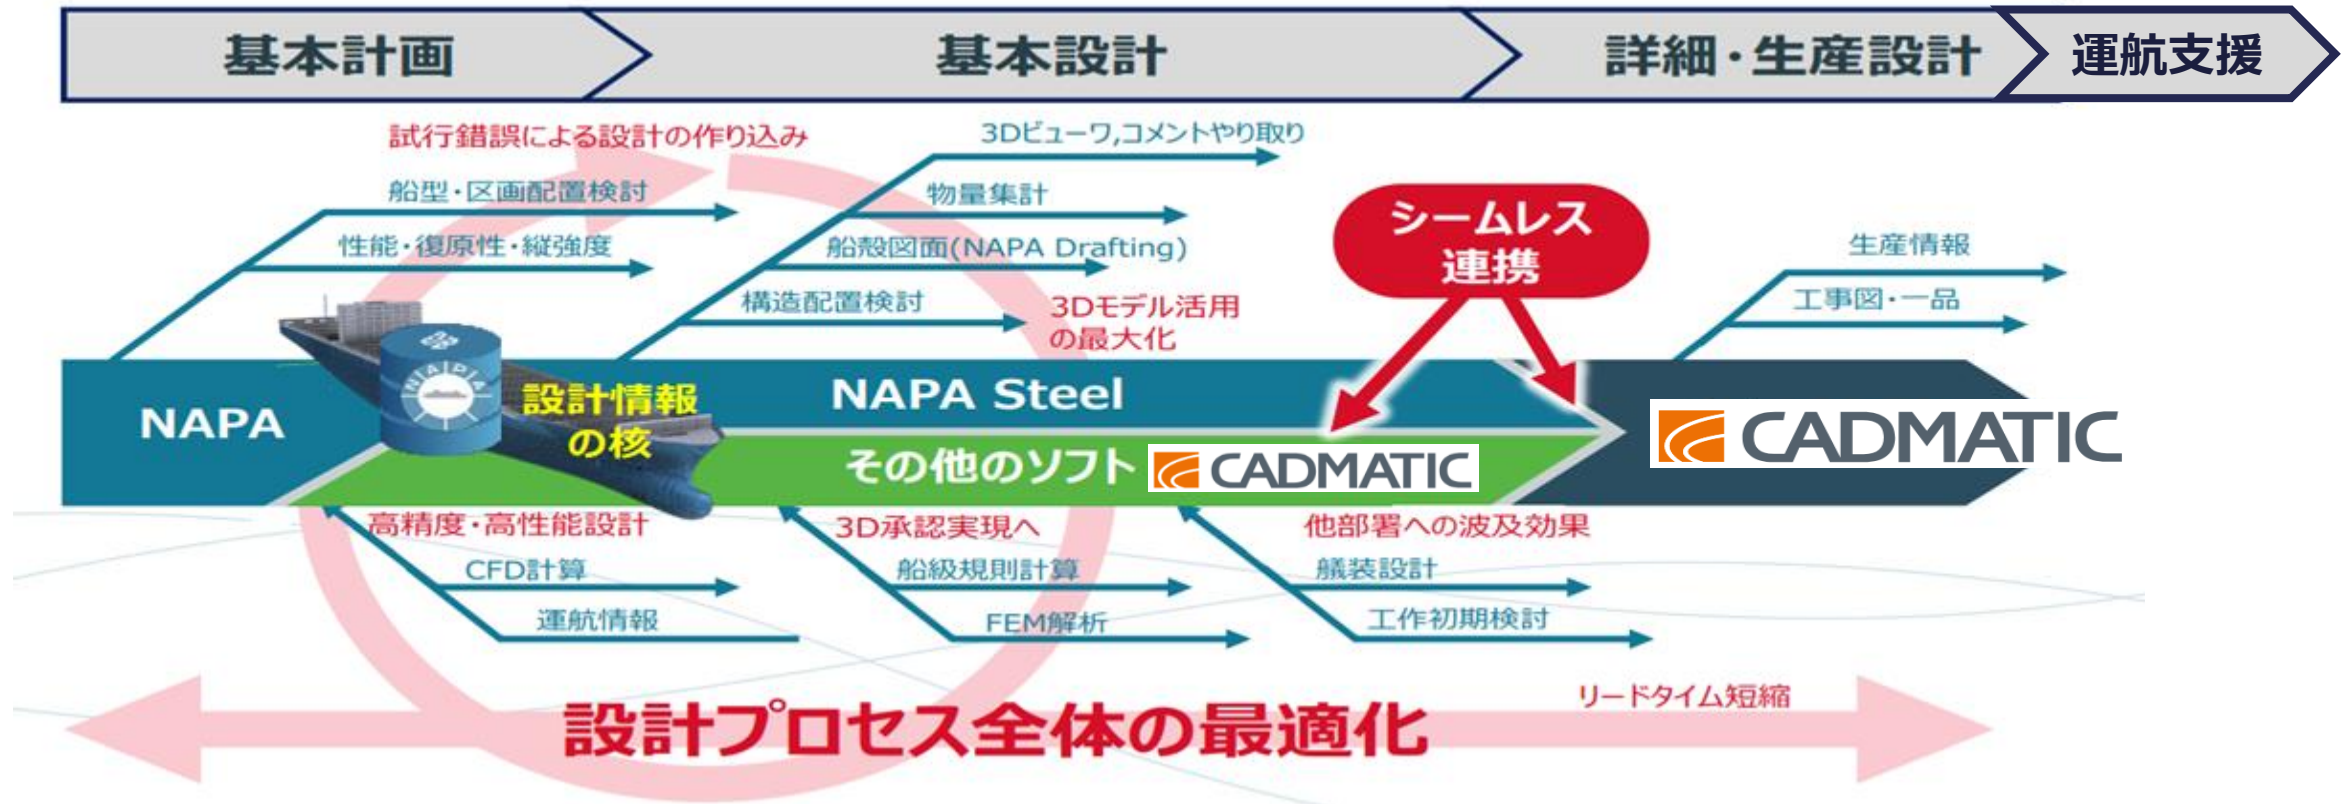 基本計画
基本設計
詳細・生産設計
運航支援
試行錯誤による設計の作り込み
船型・区画配置検討
性能・復原性・縦強度
3Dビューワ,コメントやり取り
物量集計
船殻図面(NAPA Drafting)
構造配置検討
3Dモデル活用
の最大化
シームレス
連携
生産情報
工事図・一品
NAPA
NAPA
設計情報
の核
NAPA Steel
その他のソフト
CADMATIC
CADMATIC
高精度・高性能設計
CFD計算
運航情報
3D承認実現へ
船級規則計算
FEM解析
他部署への波及効果
艤装設計
工作初期検討
設計プロセス全体の最適化
リードタイム短縮